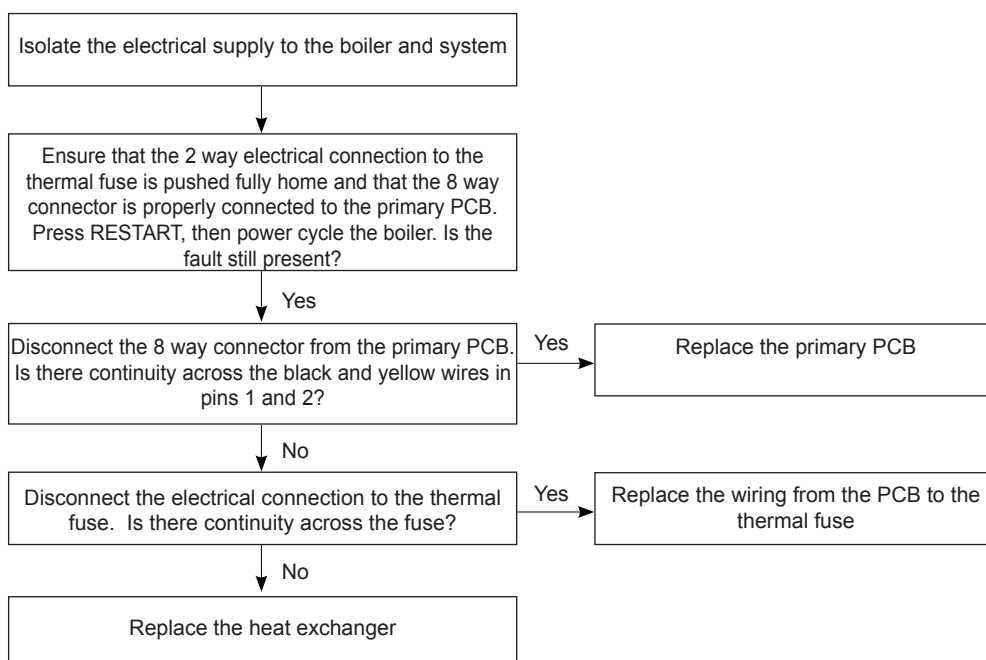 Isolate the electrical supply to the boiler and system
Ensure that the 2 way electrical connection to the
thermal fuse is pushed fully home and that the 8 way
connector is properly connected to the primary PCB.
Press RESTART, then power cycle the boiler. Is the
fault still present?
Yes
Disconnect the 8 way connector from the primary PCB.
Is there continuity across the black and yellow wires in
pins 1 and 2?
Yes
Replace the primary PCB
No
Disconnect the electrical connection to the thermal
fuse.  Is there continuity across the fuse?
Yes
Replace the wiring from the PCB to the
thermal fuse
No
Replace the heat exchanger